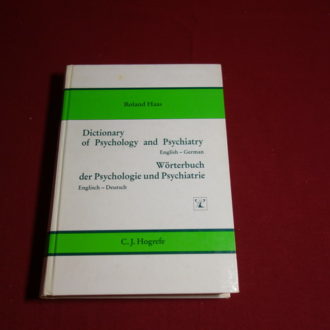 Roland Haas
Dictionary
of Psychology and Psychiatry
English – German
Wörterbuch
der Psychologie und Psychiatrie
Englisch – Deutsch
C. J. Hogrefe